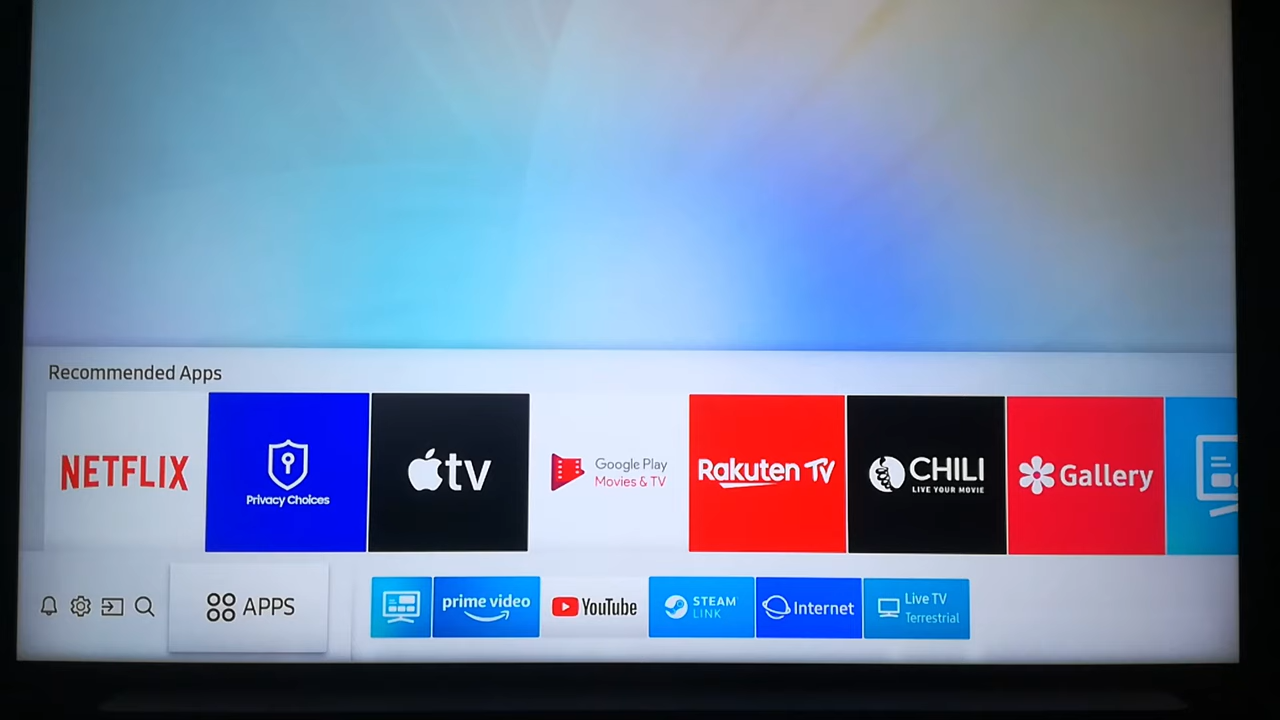 Recommended Apps
NETFLIX
Privacy Choices
tv
Google Play
Movies & TV
Rakuten TV
CHILI
LIVE YOUR MOVIE
Gallery
APPS
prime video
YouTube
STEAM
LINK
Internet
Live TV
Terrestrial